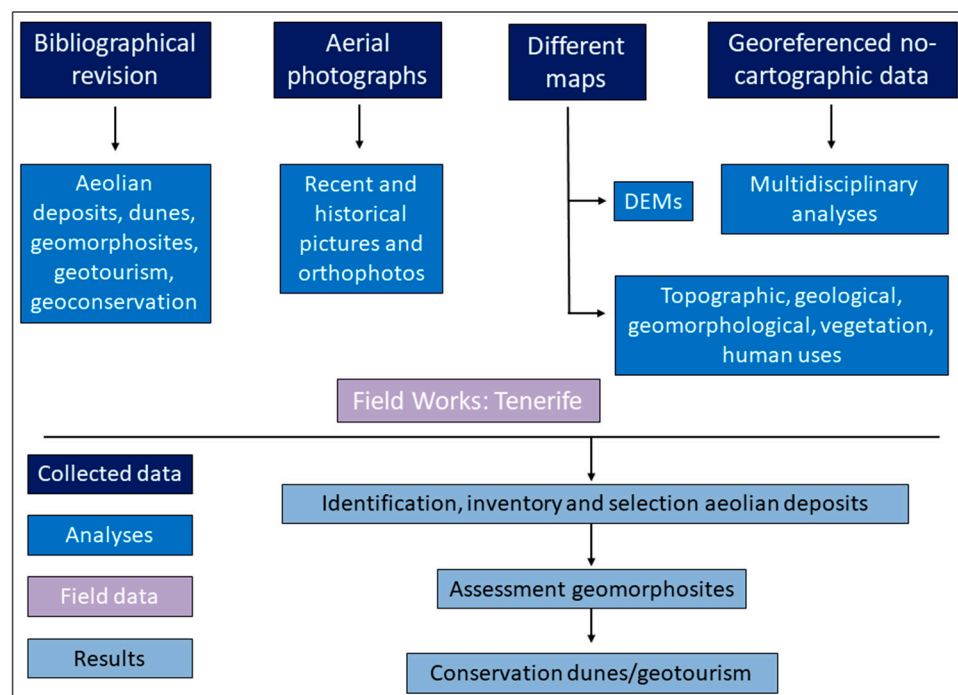 Bibliographical
revision
Aerial
photographs
Different
maps
Georeferenced no-
cartographic data
Aeolian
deposits, dunes,
geomorphosites,
geotourism,
geoconservation
Recent and
historical
pictures and
orthophotos
DEMs
Multidisciplinary
analyses
Topographic, geological,
geomorphological, vegetation,
human uses
Field Works: Tenerife
Collected data
Analyses
Field data
Results
Identification, inventory and selection aeolian deposits
Assessment geomorphosites
Conservation dunes/geotourism